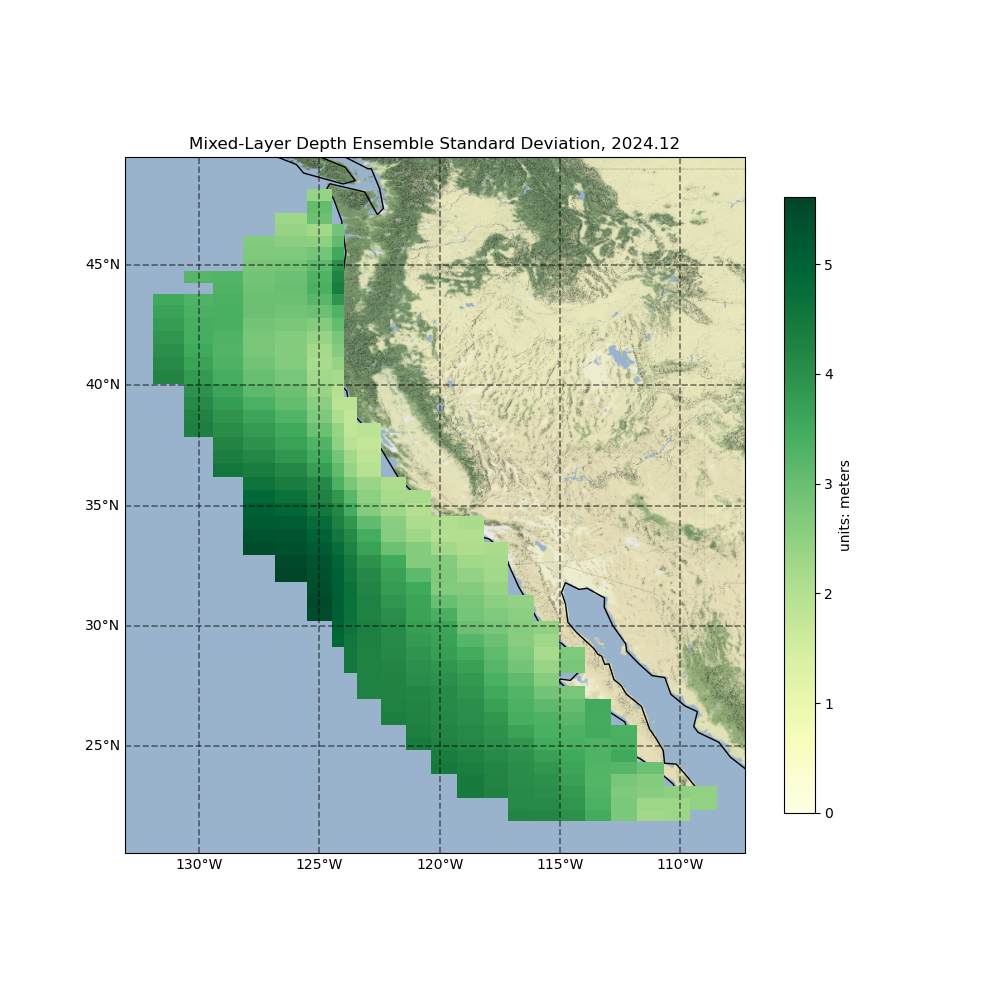 Mixed-Layer Depth Ensemble Standard Deviation, 2024.12
45°N
40°N
35°N
30°N
25°N
130°W
125°W
120°W
115°W
110°W
5
4
3
2
1
0
units: meters